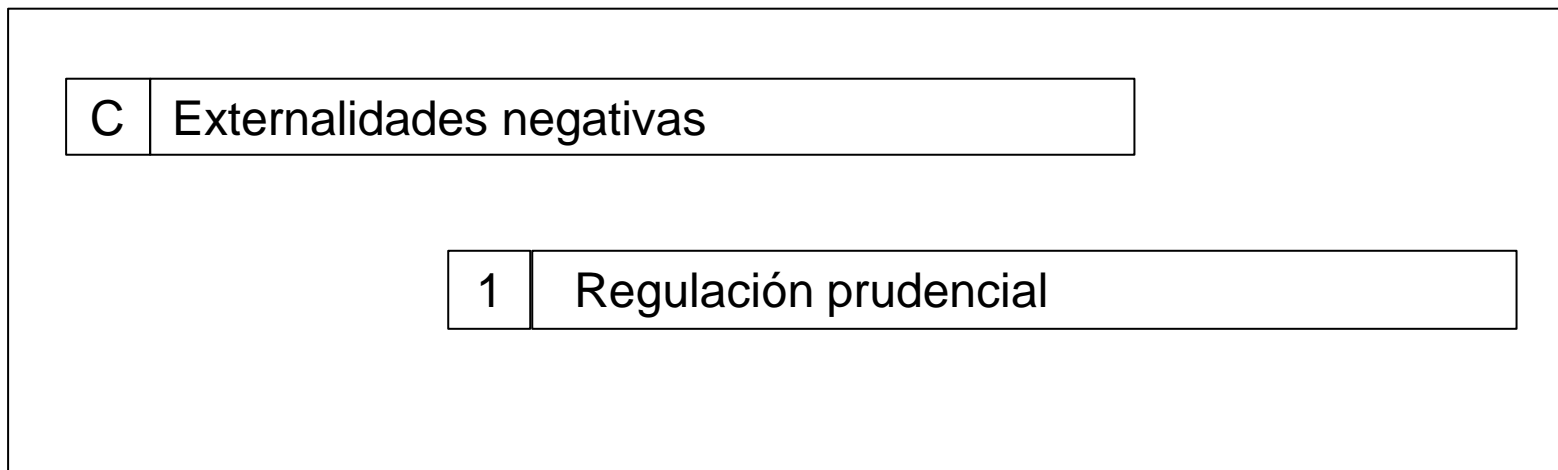 C Externalidades negativas
1 Regulación prudencial